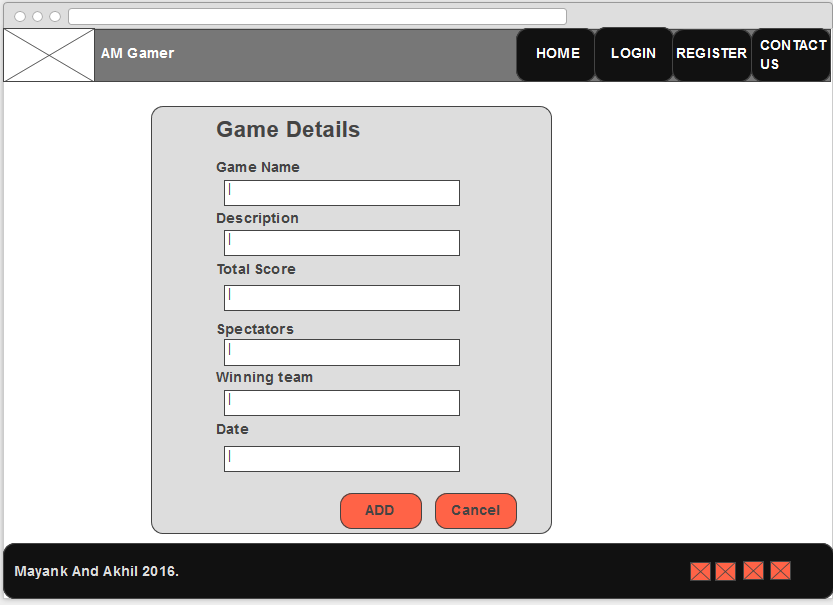 AM Gamer
HOME
LOGIN
REGISTER
CONTACT
US
Game Details
Game Name
Description
Total Score
Spectators
Winning team
Date
ADD
Cancel
Mayank And Akhil 2016.